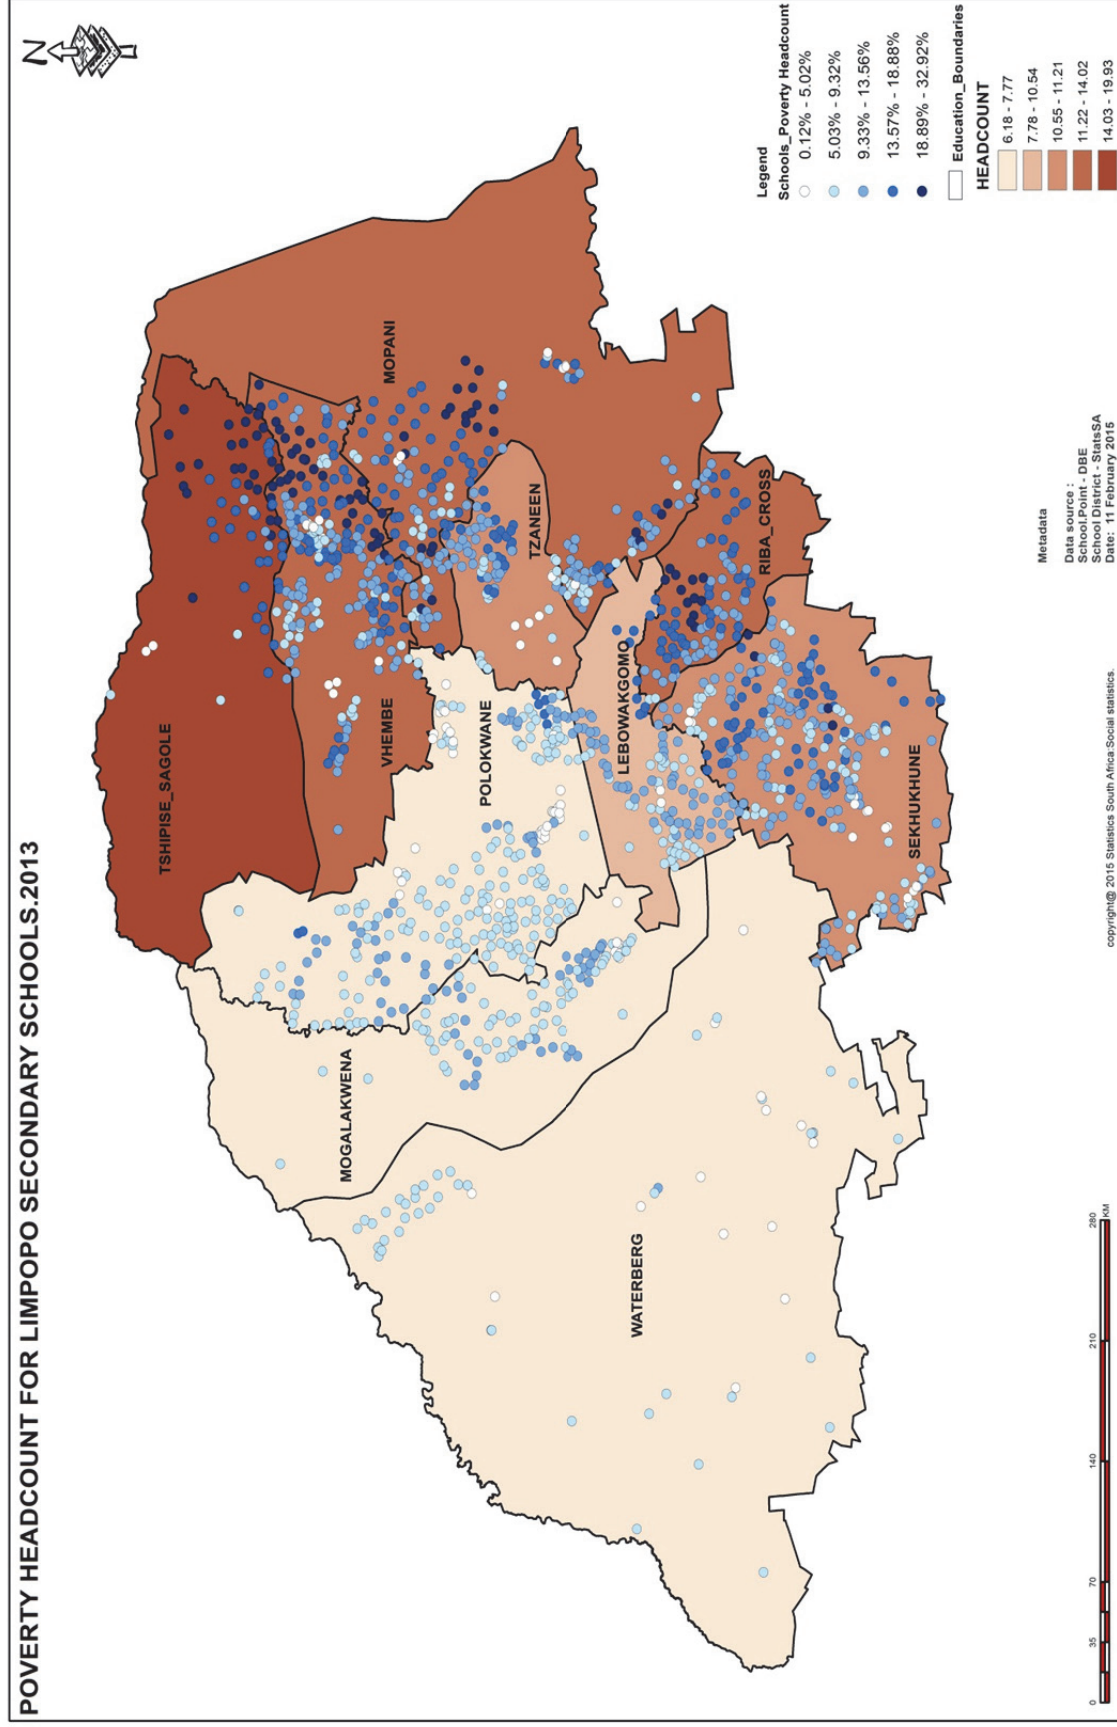 POVERTY HEADCOUNT FOR LIMPOPO SECONDARY SCHOOLS.2013
N
TSHIPISE_SAGOLE
MOPANI
VHEMBE
MOGALAKWENA
POLOKWANE
TZANEEN
LEBOWAKGOMO
WATERBERG
RIBA_CROSS
SEKHUKHUNE
Legend
Schools_Poverty Headcount
0.12% - 5.02%
5.03% - 9.32%
9.33% - 13.56%
13.57% - 18.88%
18.89% - 32.92%
Education_Boundaries
HEADCOUNT
6.18 - 7.77
7.78 - 10.54
10.55 - 11.21
11.22 - 14.02
14.03 - 19.93
Metadata
Data source :
School.Point - DBE
School District - StatsSA
Date: 11 February 2015
copyright@ 2015 Statistics South Africa:Social statistics.
0 35 70 140 210 280
KM